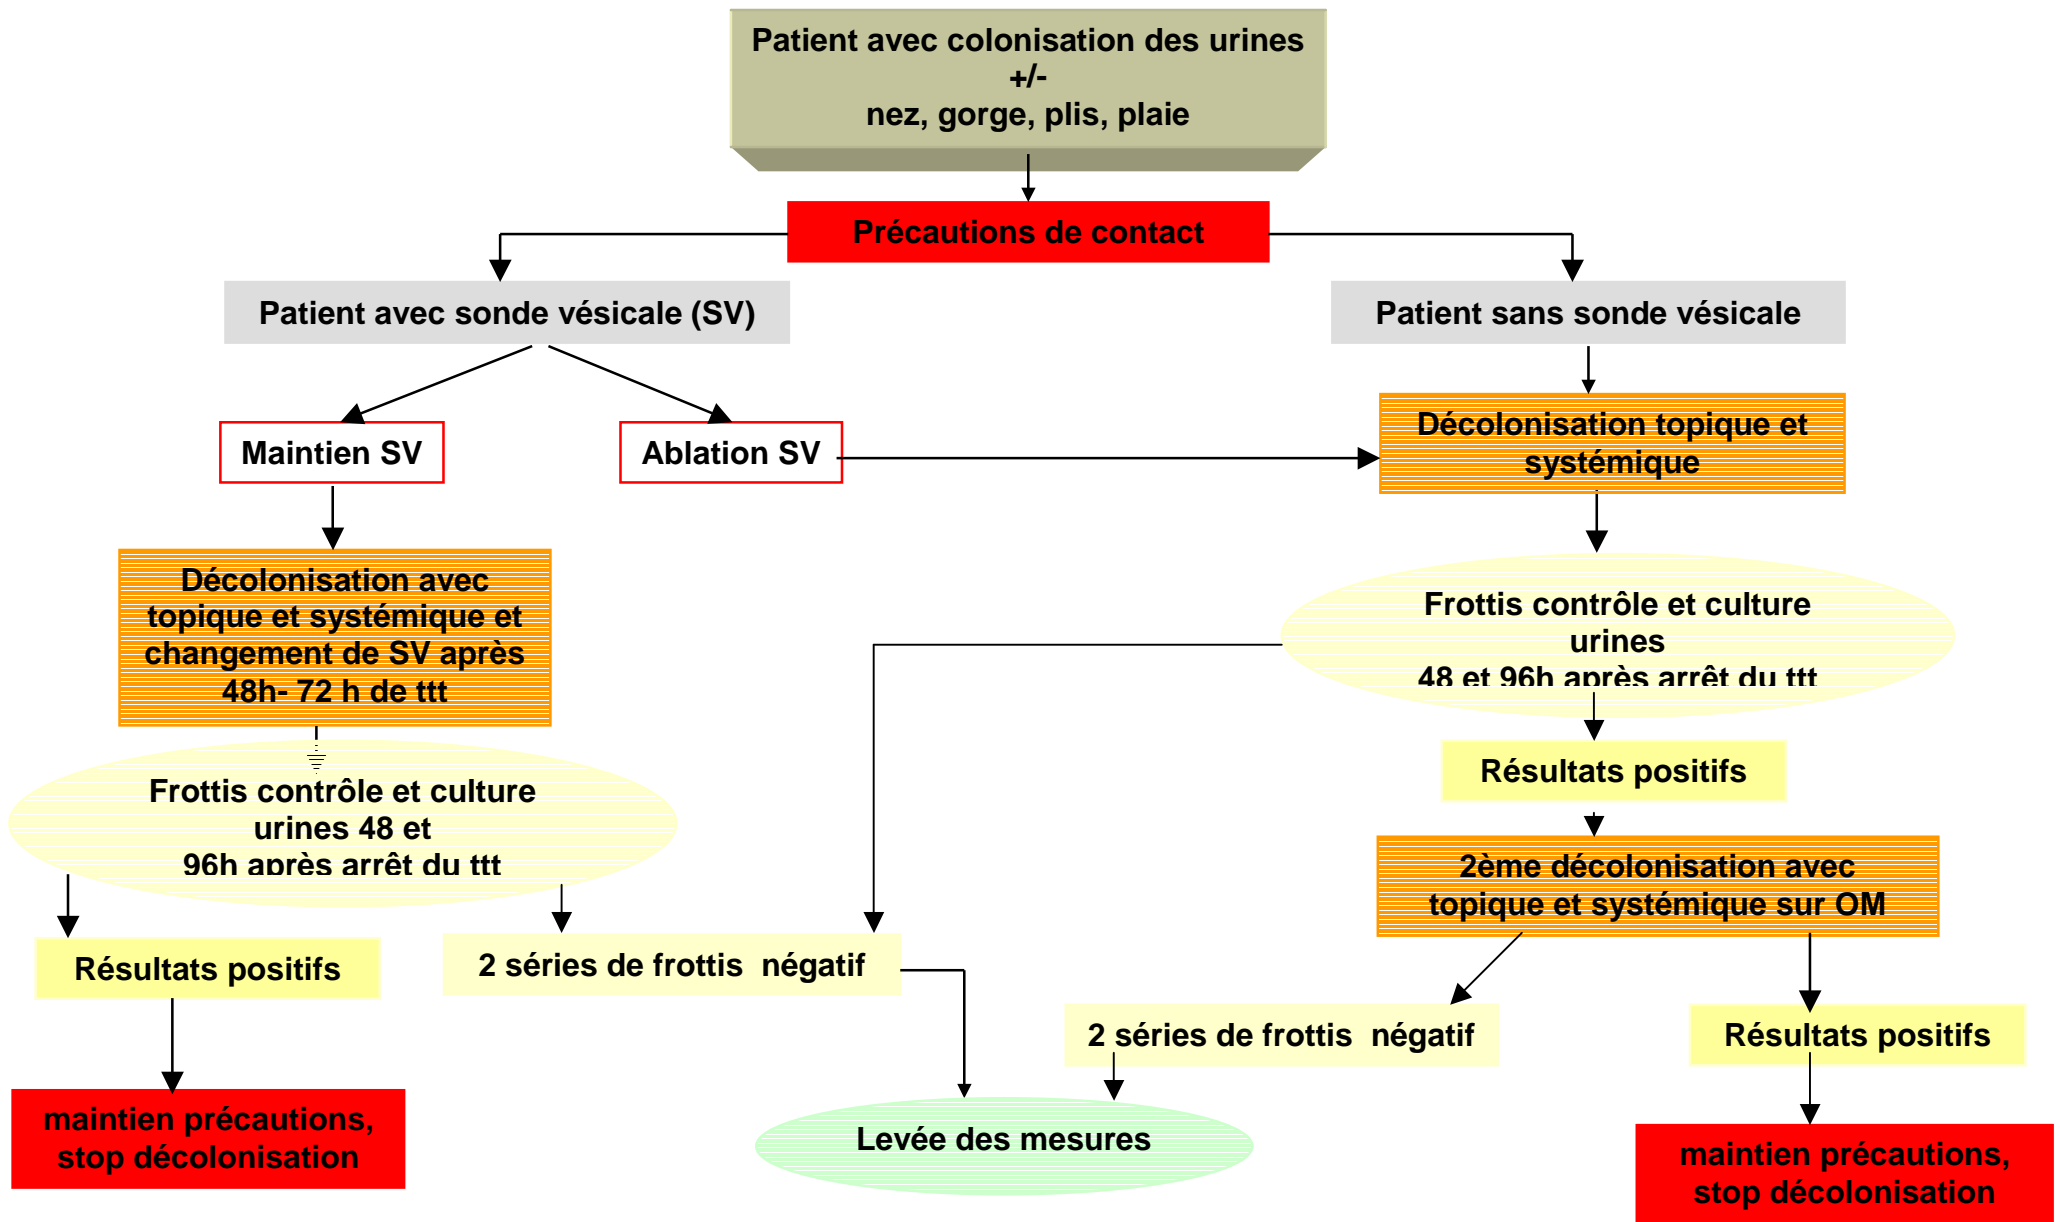 Patient avec colonisation des urines
+/-
nez, gorge, plis, plaie
Précautions de contact
Patient avec sonde vésicale (SV)
Patient sans sonde vésicale
Maintien SV
Ablation SV
Décolonisation topique et
systémique
Décolonisation avec
topique et systémique et
changement de SV après
48h- 72 h de ttt
Frottis contrôle et culture
urines
48 et 96h après arrêt du ttt
Frottis contrôle et culture
urines 48 et
96h après arrêt du ttt
Résultats positifs
2ème décolonisation avec
topique et systémique sur OM
Résultats positifs
2 séries de frottis  négatif
2 séries de frottis  négatif
Résultats positifs
maintien précautions,
stop décolonisation
Levée des mesures
maintien précautions,
stop décolonisation